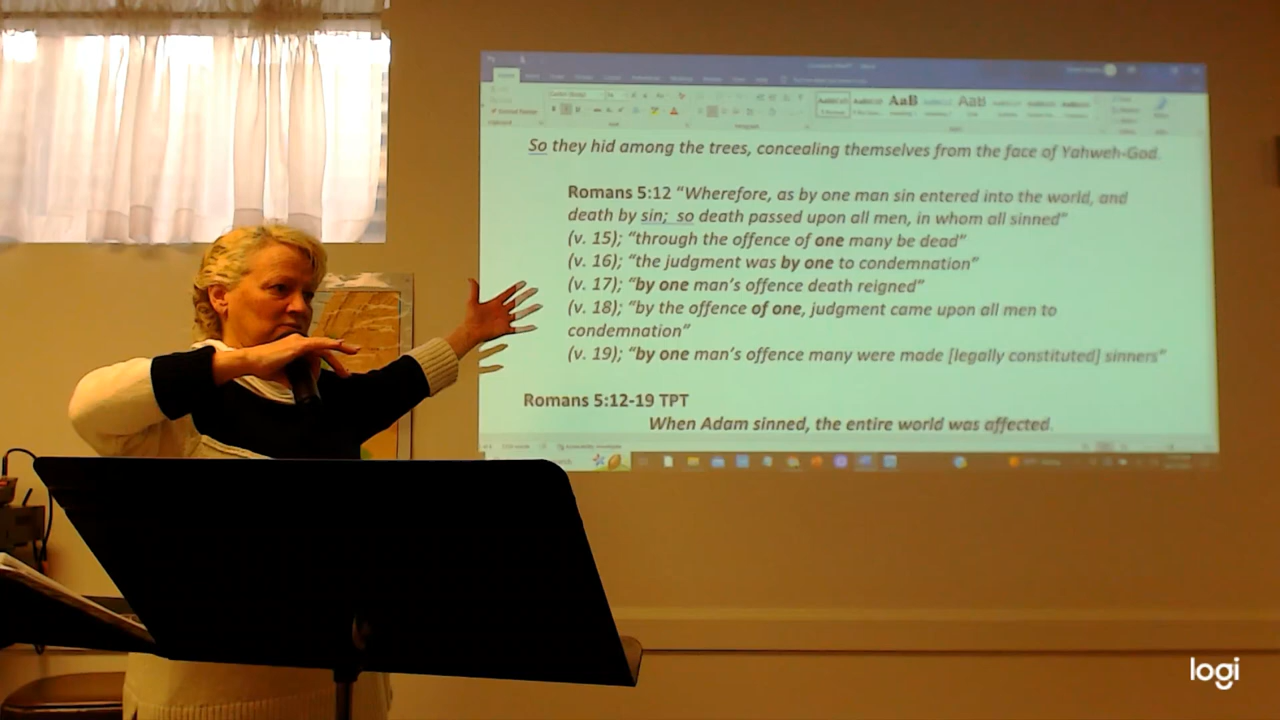 So they hid among the trees, concealing themselves from the face of Yahweh-God.
Romans 5:12 “Wherefore, as by one man sin entered into the world, and
death by sin; so death passed upon all men, in whom all sinned”
(v. 15); “through the offence of one many be dead”
(v. 16); “the judgment was by one to condemnation”
(v. 17); “by one man’s offence death reigned”
(v. 18); “by the offence of one, judgment came upon all men to
condemnation”
(v. 19); “by one man’s offence many were made [legally constituted] sinners”
Romans 5:12-19 TPT
When Adam sinned, the entire world was affected.
logi